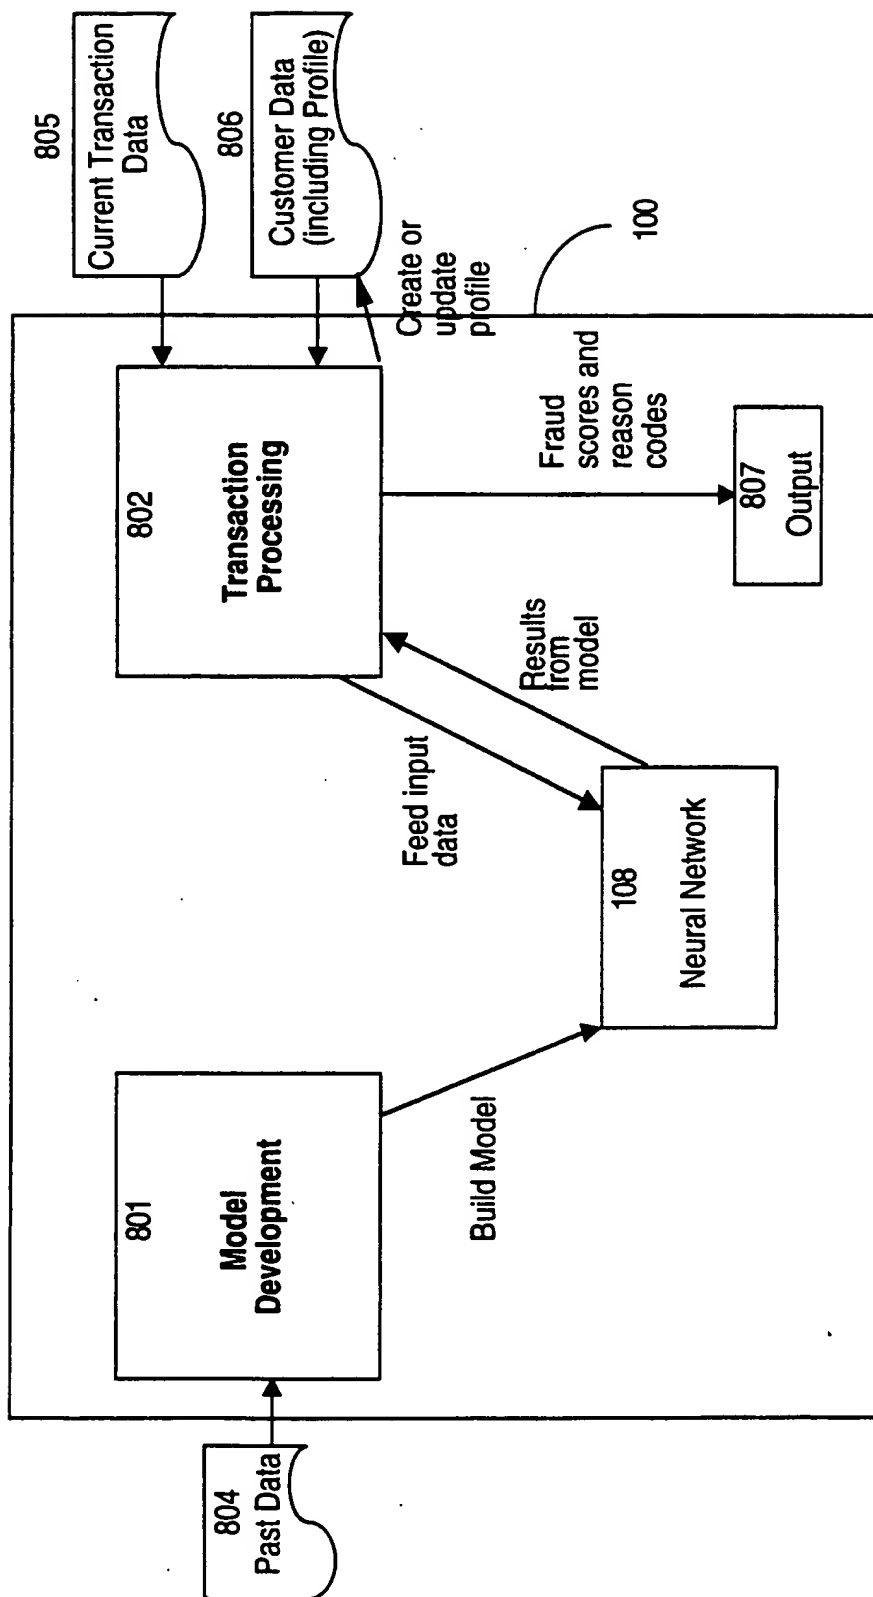 804
Past Data
801
Model
Development
Build Model
108
Neural Network
Feed input
data
Results
from
model
802
Transaction
Processing
Fraud
scores and
reason
codes
807
Output
Create or
update
profile
805
Current Transaction
Data
806
Customer Data
(including Profile)
100